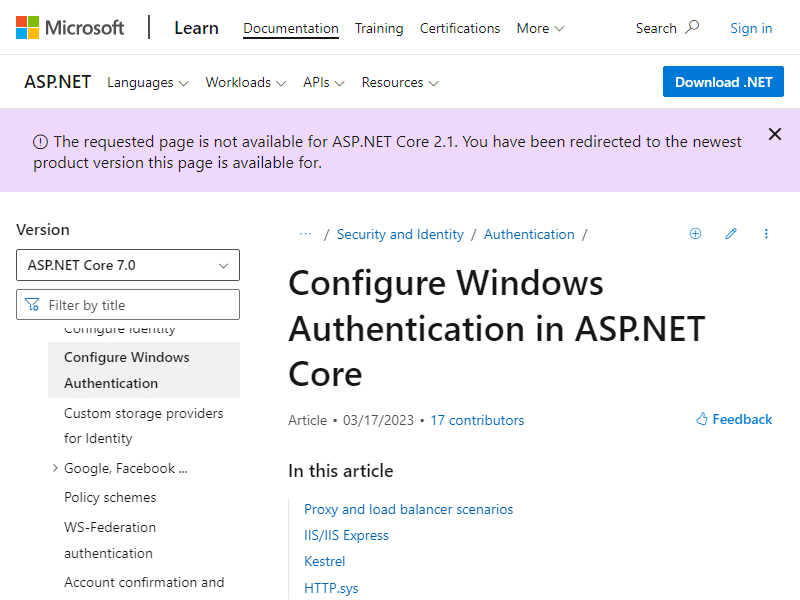 Microsoft
Learn
Documentation
Training
Certifications
More
Search
Sign in
ASP.NET
Languages
Workloads
APIs
Resources
Download .NET
The requested page is not available for ASP.NET Core 2.1. You have been redirected to the newest
product version this page is available for.
Version
ASP.NET Core 7.0
Filter by title
Configure Identity
Configure Windows
Authentication
Custom storage providers
for Identity
Google, Facebook ...
Policy schemes
WS-Federation
authentication
Account confirmation and
... / Security and Identity / Authentication /
Configure Windows
Authentication in ASP.NET
Core
Article • 03/17/2023 • 17 contributors
Feedback
In this article
Proxy and load balancer scenarios
IIS/IIS Express
Kestrel
HTTP.sys